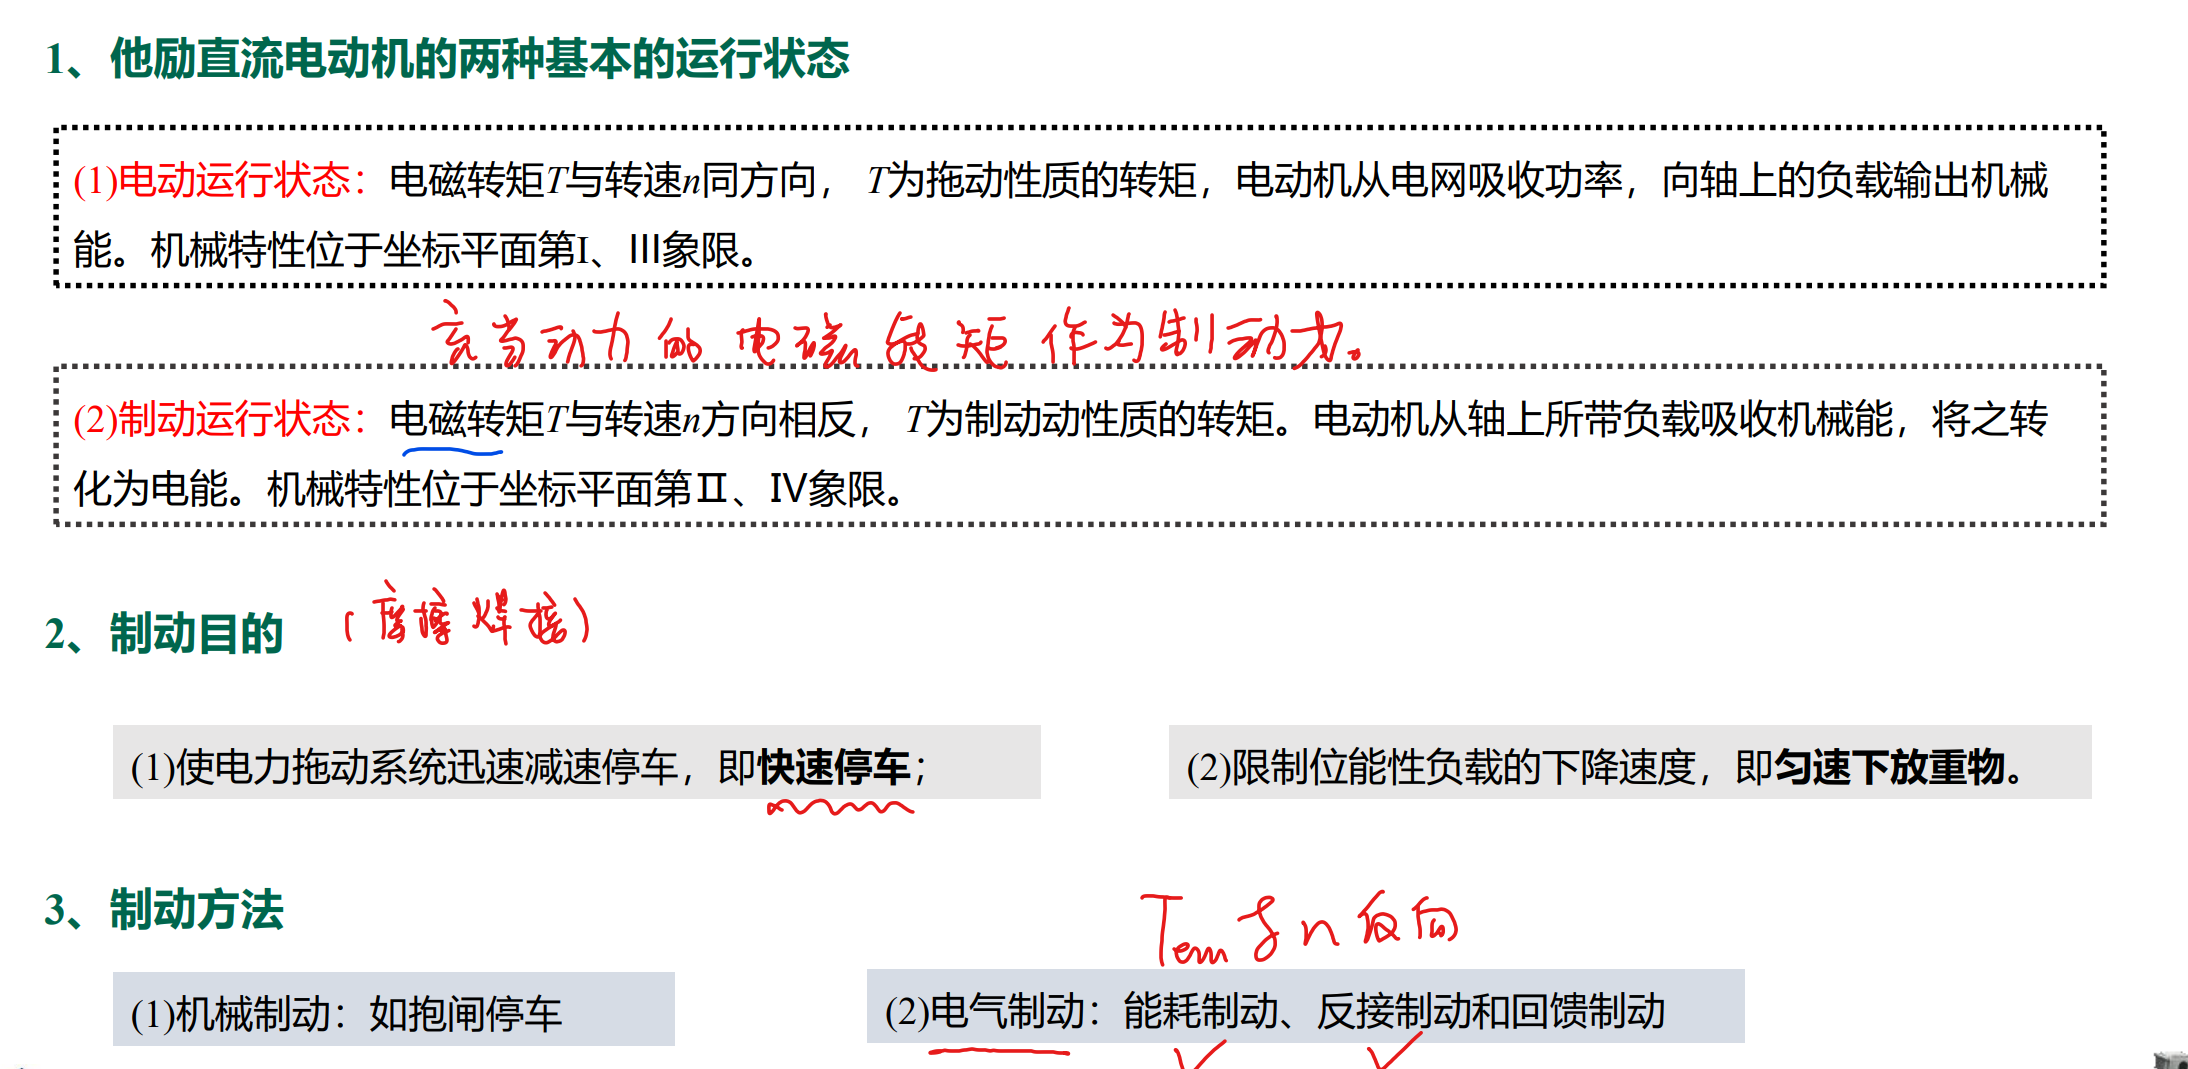 1、他励直流电动机的两种基本的运行状态
(1)电动运行状态：电磁转矩T与转速n同方向， T为拖动性质的转矩，电动机从电网吸收功率，向轴上的负载输出机械
能。机械特性位于坐标平面第I、III象限。
充当动力的电磁转矩作为制动力。
(2)制动运行状态：电磁转矩T与转速n方向相反， T为制动动性质的转矩。电动机从轴上所带负载吸收机械能，将之转
化为电能。机械特性位于坐标平面第Ⅱ、IV象限。
2、制动目的
(摩擦焊接)
(1)使电力拖动系统迅速减速停车，即快速停车；
(2)限制位能性负载的下降速度，即匀速下放重物。
3、制动方法
Tem与n反向
(1)机械制动：如抱闸停车
(2)电气制动：能耗制动、反接制动和回馈制动